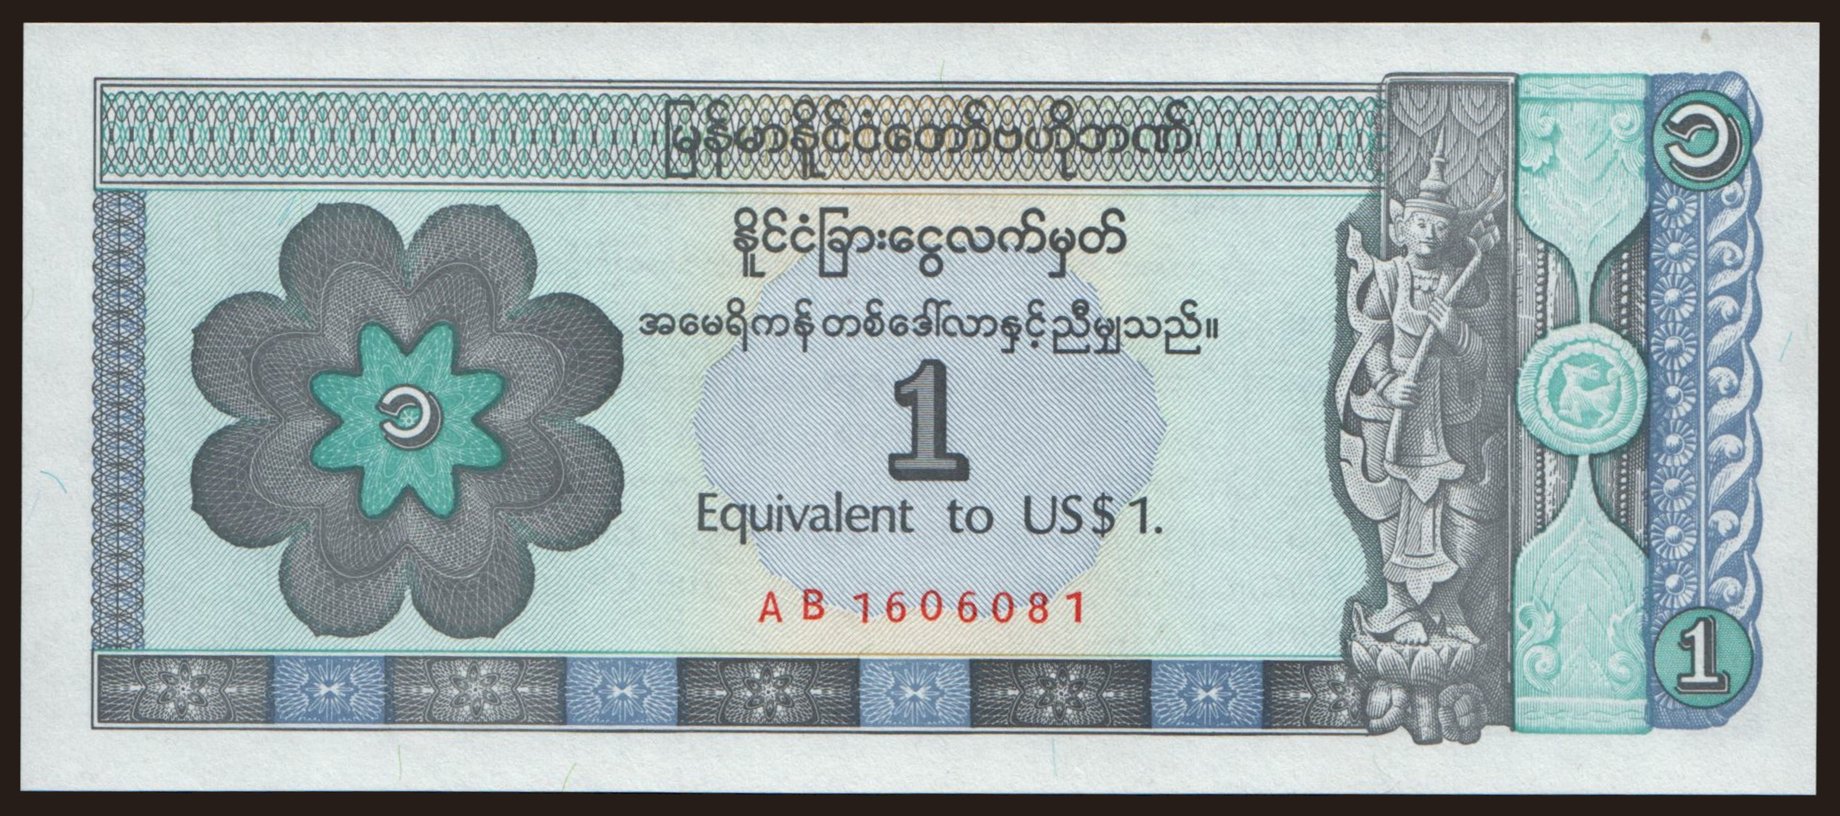 မြန်မာနိုင်ငံတော်ဗဟိုဘဏ်
နိုင်ငံခြားငွေလက်မှတ်
အမေရိကန်တစ်ဒေါ်လာနှင့်ညီမျှသည်။
1
Equivalent to US$1.
AB 1606081
၁
၁
1